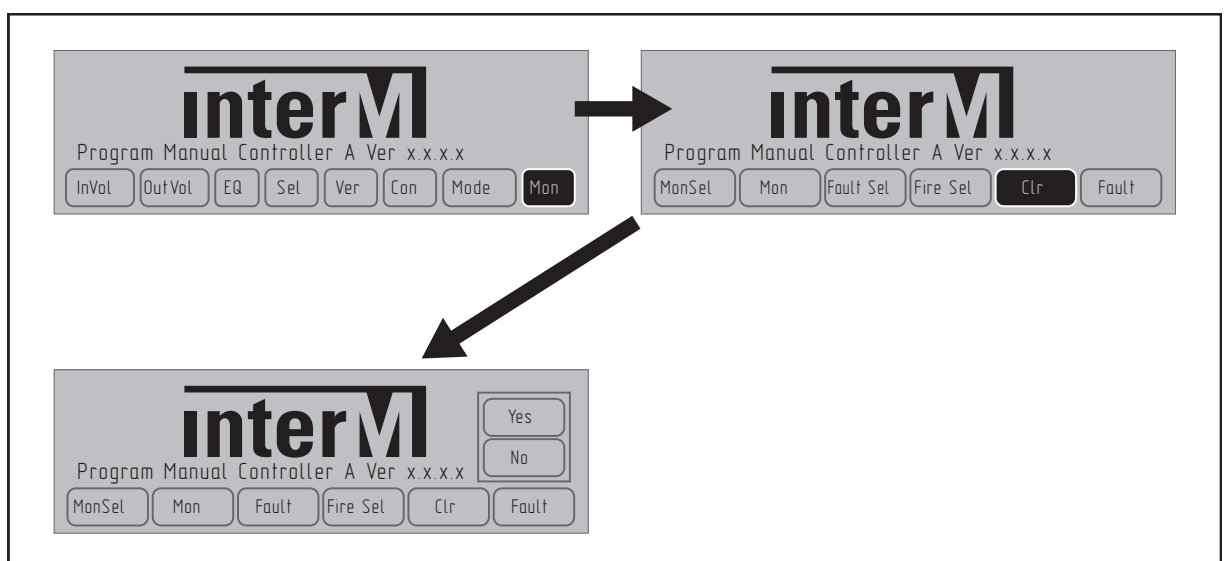 interM
Program Manual Controller A Ver x.x.x.x
InVol OutVol EQ Sel Ver Con Mode Mon
interM
Program Manual Controller A Ver x.x.x.x
MonSel Mon Fault Sel Fire Sel Clr Fault
interM
Yes
No
Program Manual Controller A Ver x.x.x.x
MonSel Mon Fault Fire Sel Clr Fault